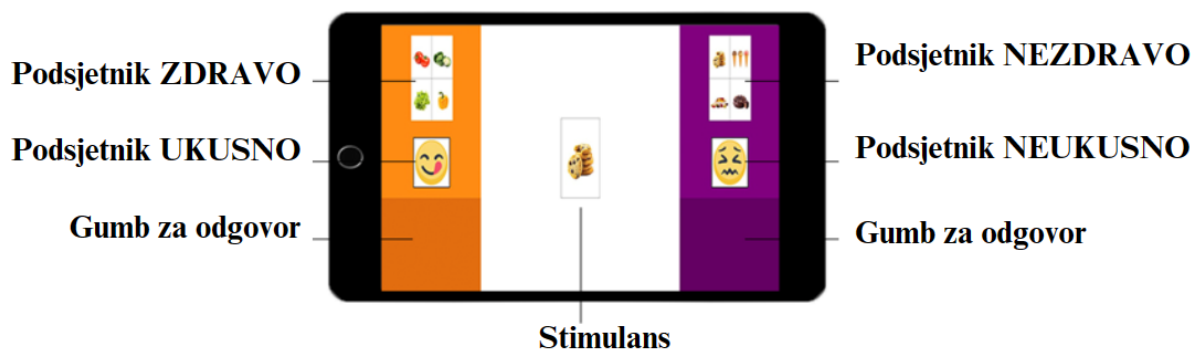 Podsjetnik ZDRAVO
Podsjetnik UKUSNO
Gumb za odgovor
Podsjetnik NEZDRAVO
Podsjetnik NEUKUSNO
Gumb za odgovor
Stimulans